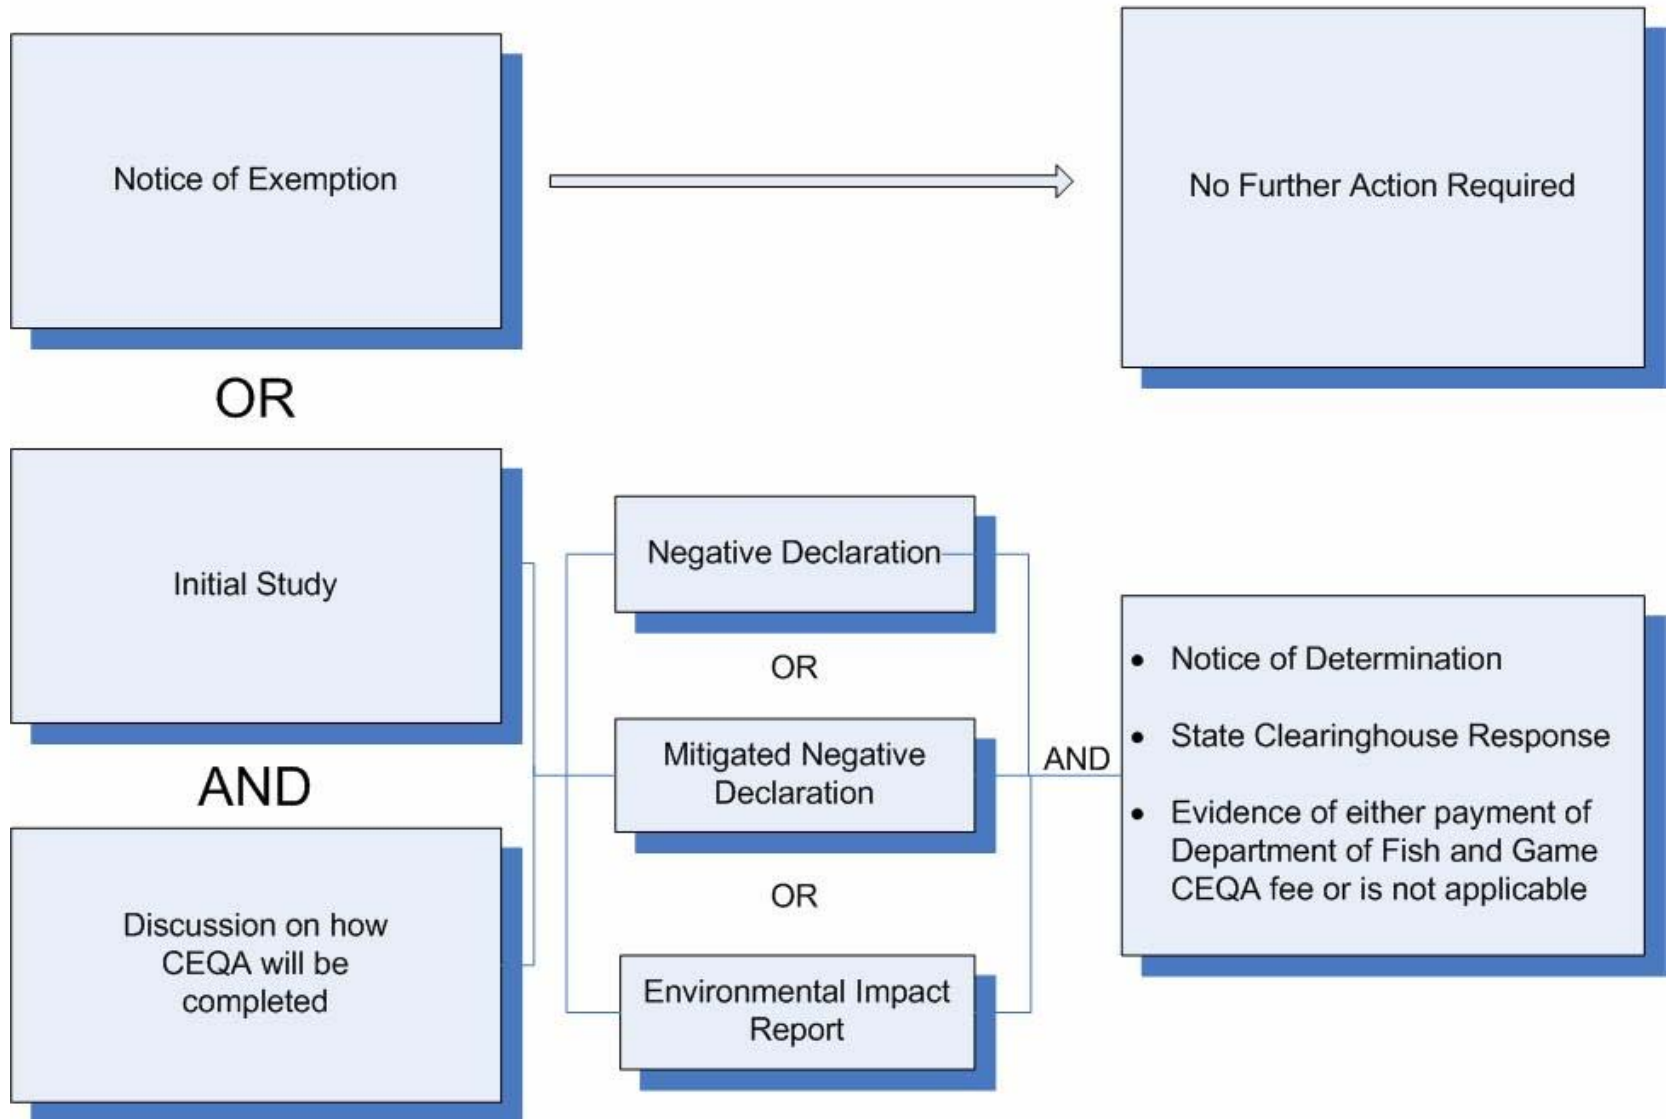 Notice of Exemption
No Further Action Required
OR
Initial Study
AND
Discussion on how
CEQA will be
completed
Negative Declaration
OR
Mitigated Negative
Declaration
OR
Environmental Impact
Report
AND
• Notice of Determination
• State Clearinghouse Response
• Evidence of either payment of
Department of Fish and Game
CEQA fee or is not applicable